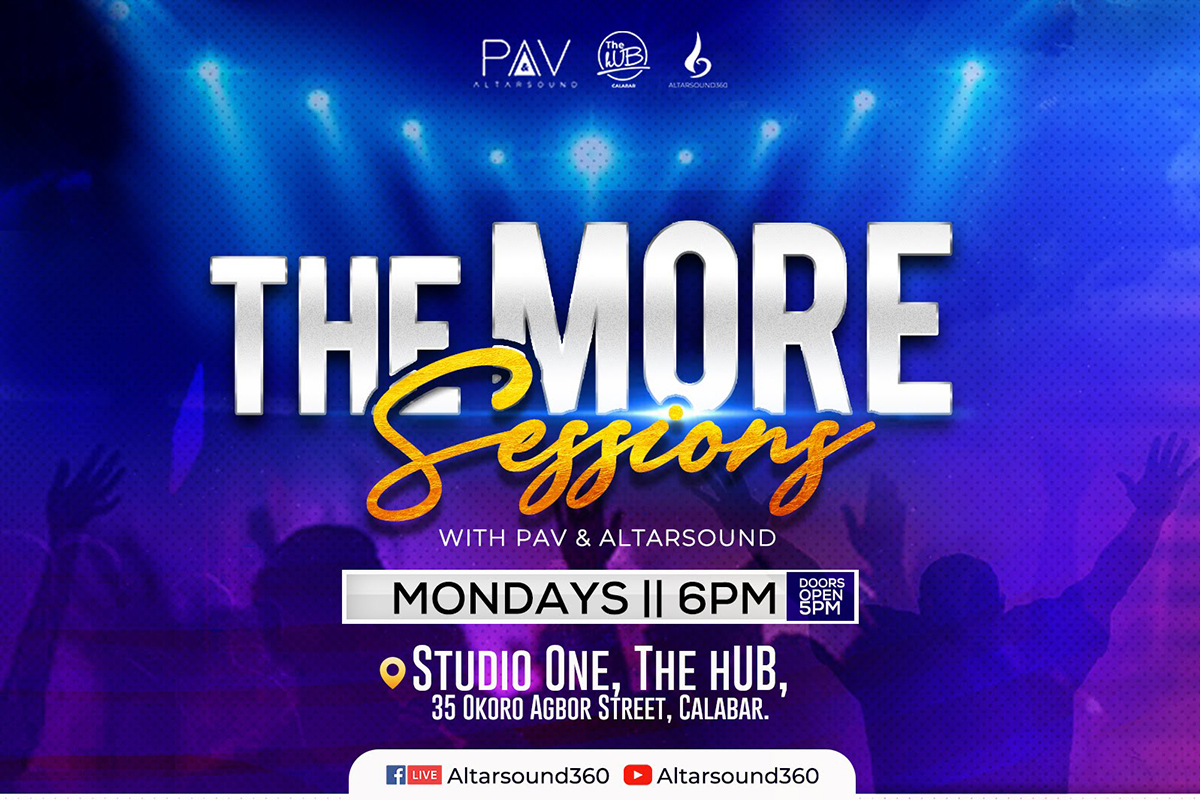 PAV
&
ALTARSOUND
The
hUB
CALABAR
ALTARSOUND360
THE MORE
Sessions
WITH PAV & ALTARSOUND
MONDAYS || 6PM
DOORS
OPEN
5PM
STUDIO ONE, THE hUB,
35 OKORO AGBOR STREET, CALABAR.
f LIVE Altarsound360 Altarsound360